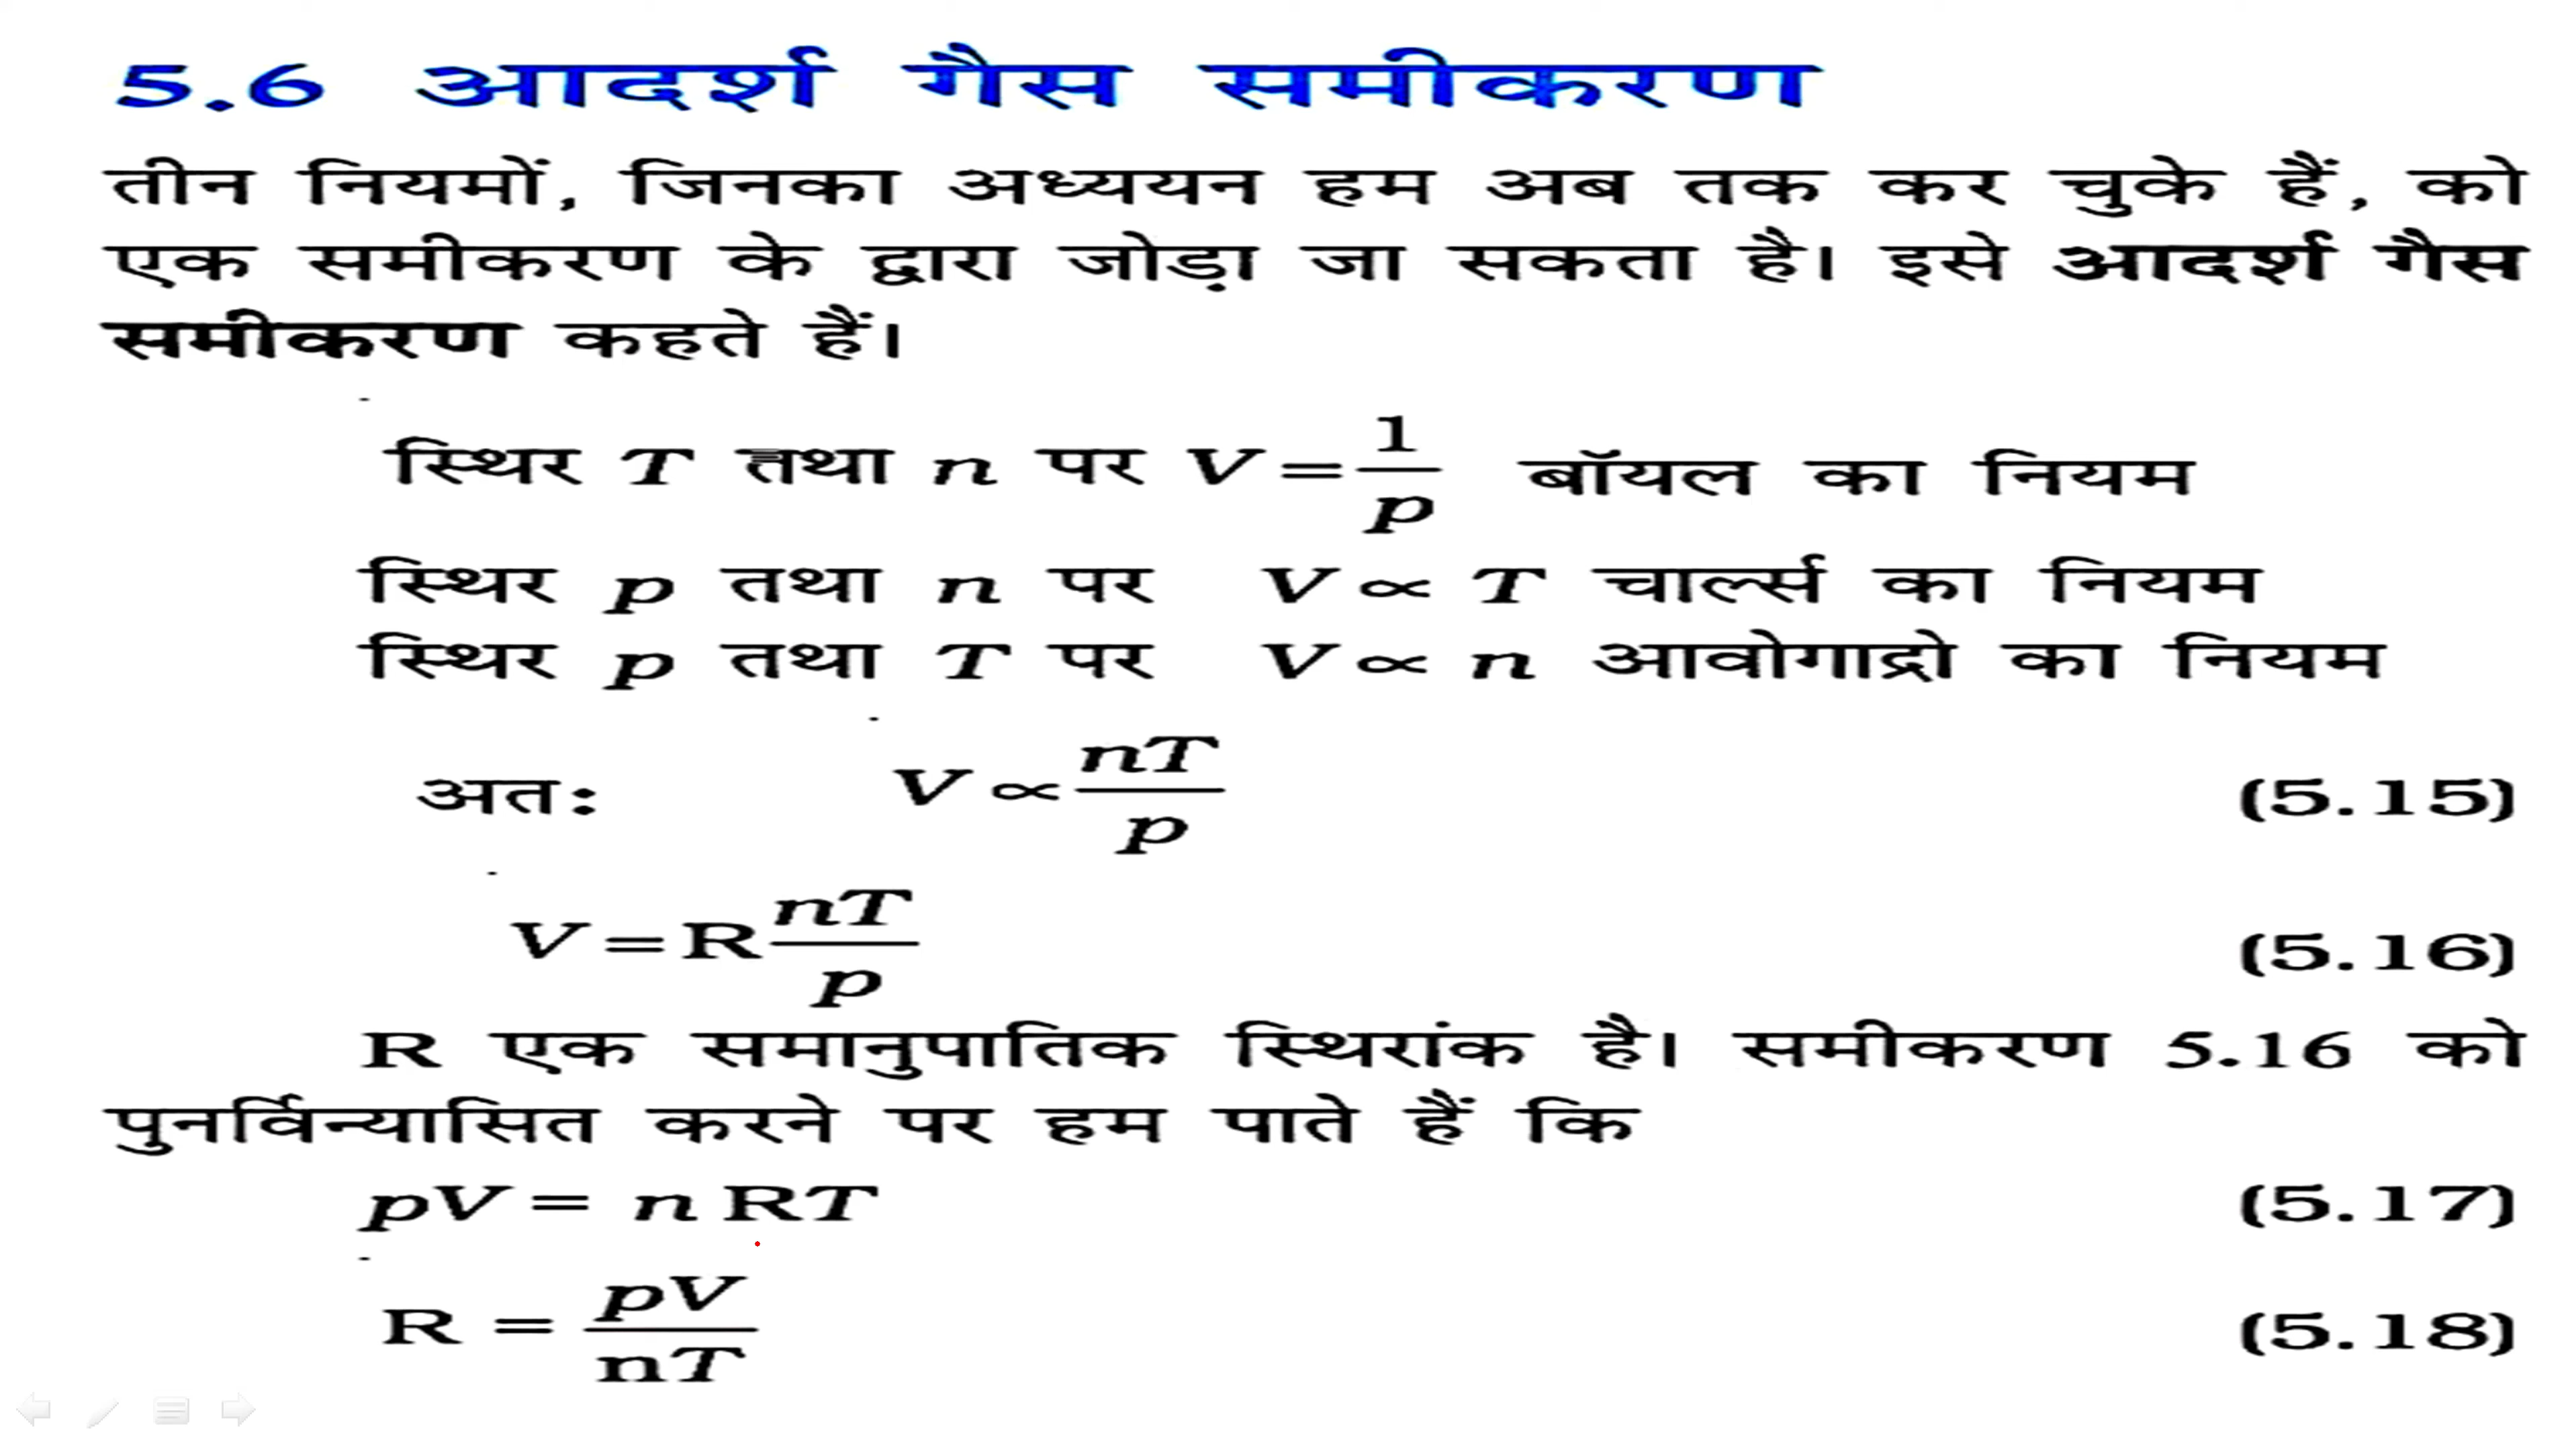 5.6 आदर्श गैस समीकरण
तीन नियमों, जिनका अध्ययन हम अब तक कर चुके हैं, को
एक समीकरण के द्वारा जोड़ा जा सकता है। इसे आदर्श गैस
समीकरण कहते हैं।
स्थिर T तथा n पर V = 1/p बॉयल का नियम
स्थिर p तथा n पर V ∝ T चार्ल्स का नियम
स्थिर p तथा T पर V ∝ n आवोगाद्रो का नियम
अतः V ∝ nT/p (5.15)
V = R nT/p (5.16)
R एक समानुपातिक स्थिरांक है। समीकरण 5.16 को
पुनर्विन्यासित करने पर हम पाते हैं कि
pV = n RT (5.17)
R = pV/nT (5.18)